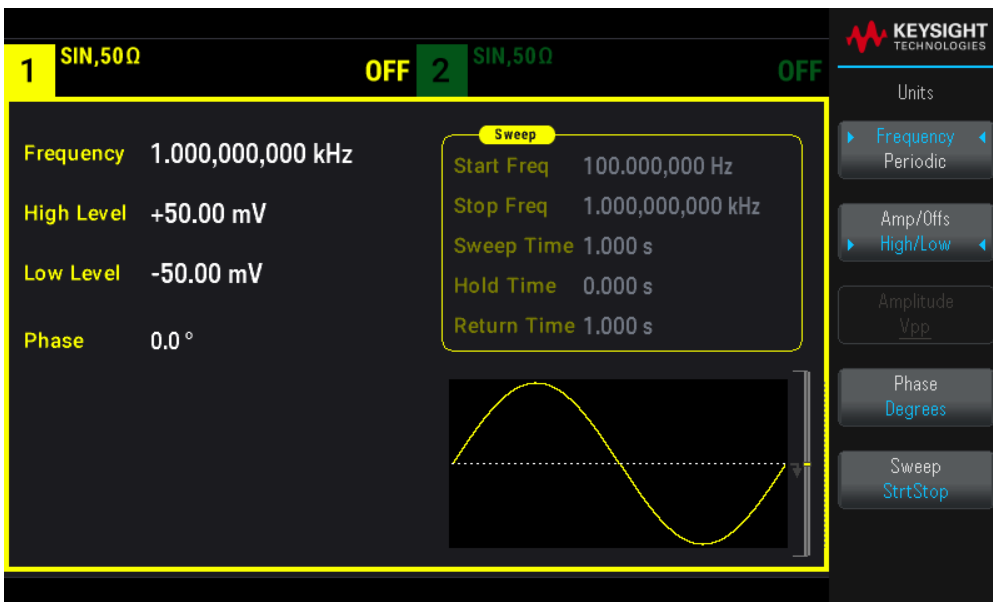 KEYSIGHT
TECHNOLOGIES
1 SIN,50Ω OFF
2 SIN,50Ω OFF
Frequency 1.000,000,000 kHz
High Level +50.00 mV
Low Level -50.00 mV
Phase 0.0 °
Sweep
Start Freq 100.000,000 Hz
Stop Freq 1.000,000,000 kHz
Sweep Time 1.000 s
Hold Time 0.000 s
Return Time 1.000 s
Units
Frequency
Periodic
Amp/Offs
High/Low
Amplitude
Vpp
Phase
Degrees
Sweep
StrtStop